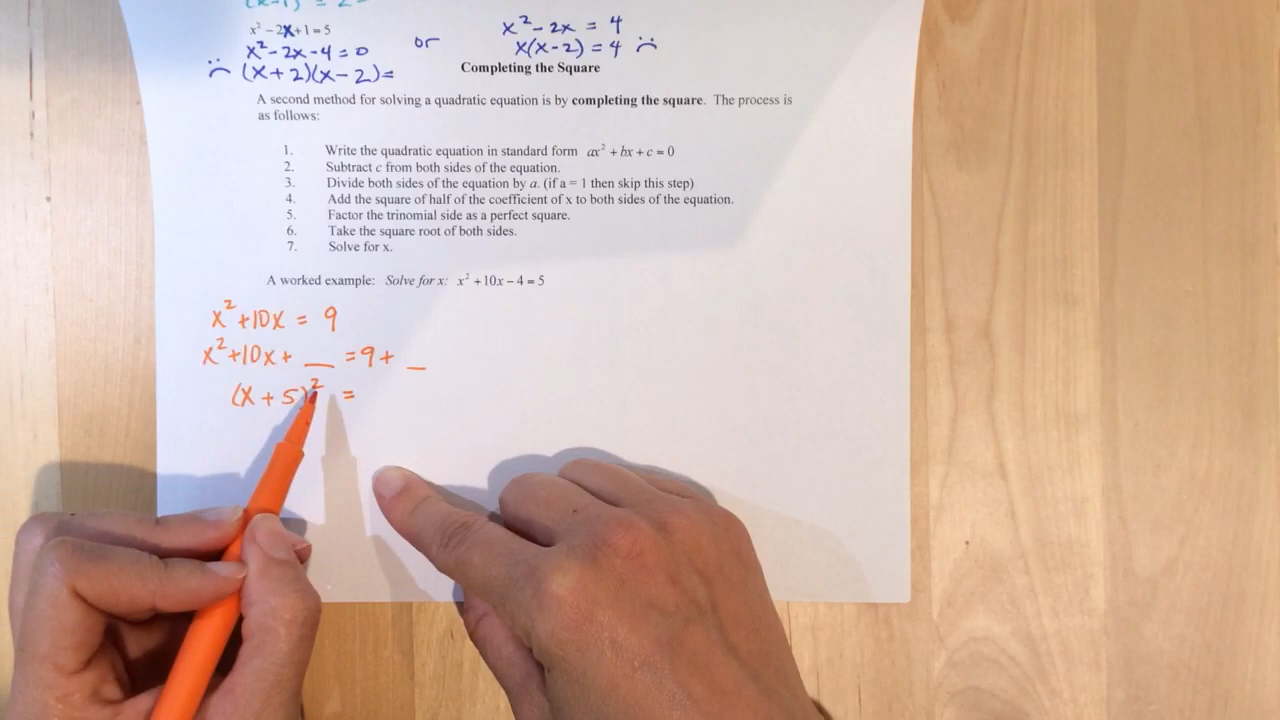 x² - 2x + 1 = 5
x² - 2x - 4 = 0 or x² - 2x = 4
(x + 2)(x - 2) = x(x - 2) = 4
Completing the Square
A second method for solving a quadratic equation is by completing the square. The process is
as follows:
1. Write the quadratic equation in standard form ax² + bx + c = 0
2. Subtract c from both sides of the equation.
3. Divide both sides of the equation by a. (if a = 1 then skip this step)
4. Add the square of half of the coefficient of x to both sides of the equation.
5. Factor the trinomial side as a perfect square.
6. Take the square root of both sides.
7. Solve for x.
A worked example: Solve for x: x² + 10x - 4 = 5
x² + 10x = 9
x² + 10x + __ = 9 + _
(x + 5)² =